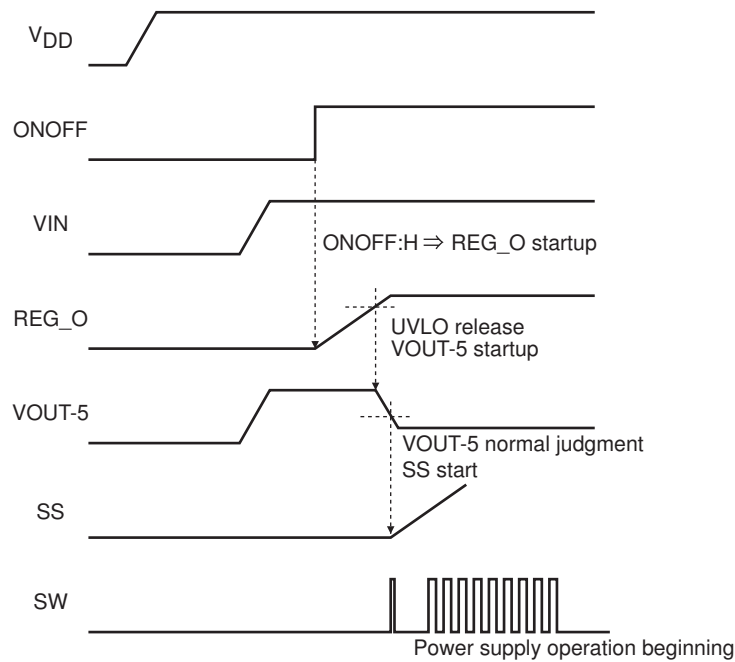 VDD
ONOFF
VIN
ONOFF:H ⇒ REG_O startup
REG_O
UVLO release
VOUT-5 startup
VOUT-5
VOUT-5 normal judgment
SS start
SS
SW
Power supply operation beginning